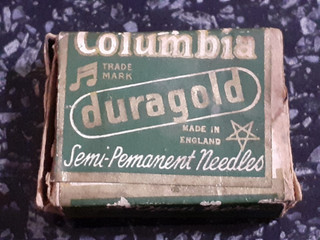 Columbia
TRADE
MARK
duragold
MADE IN
ENGLAND
Semi-Pemanent Needles